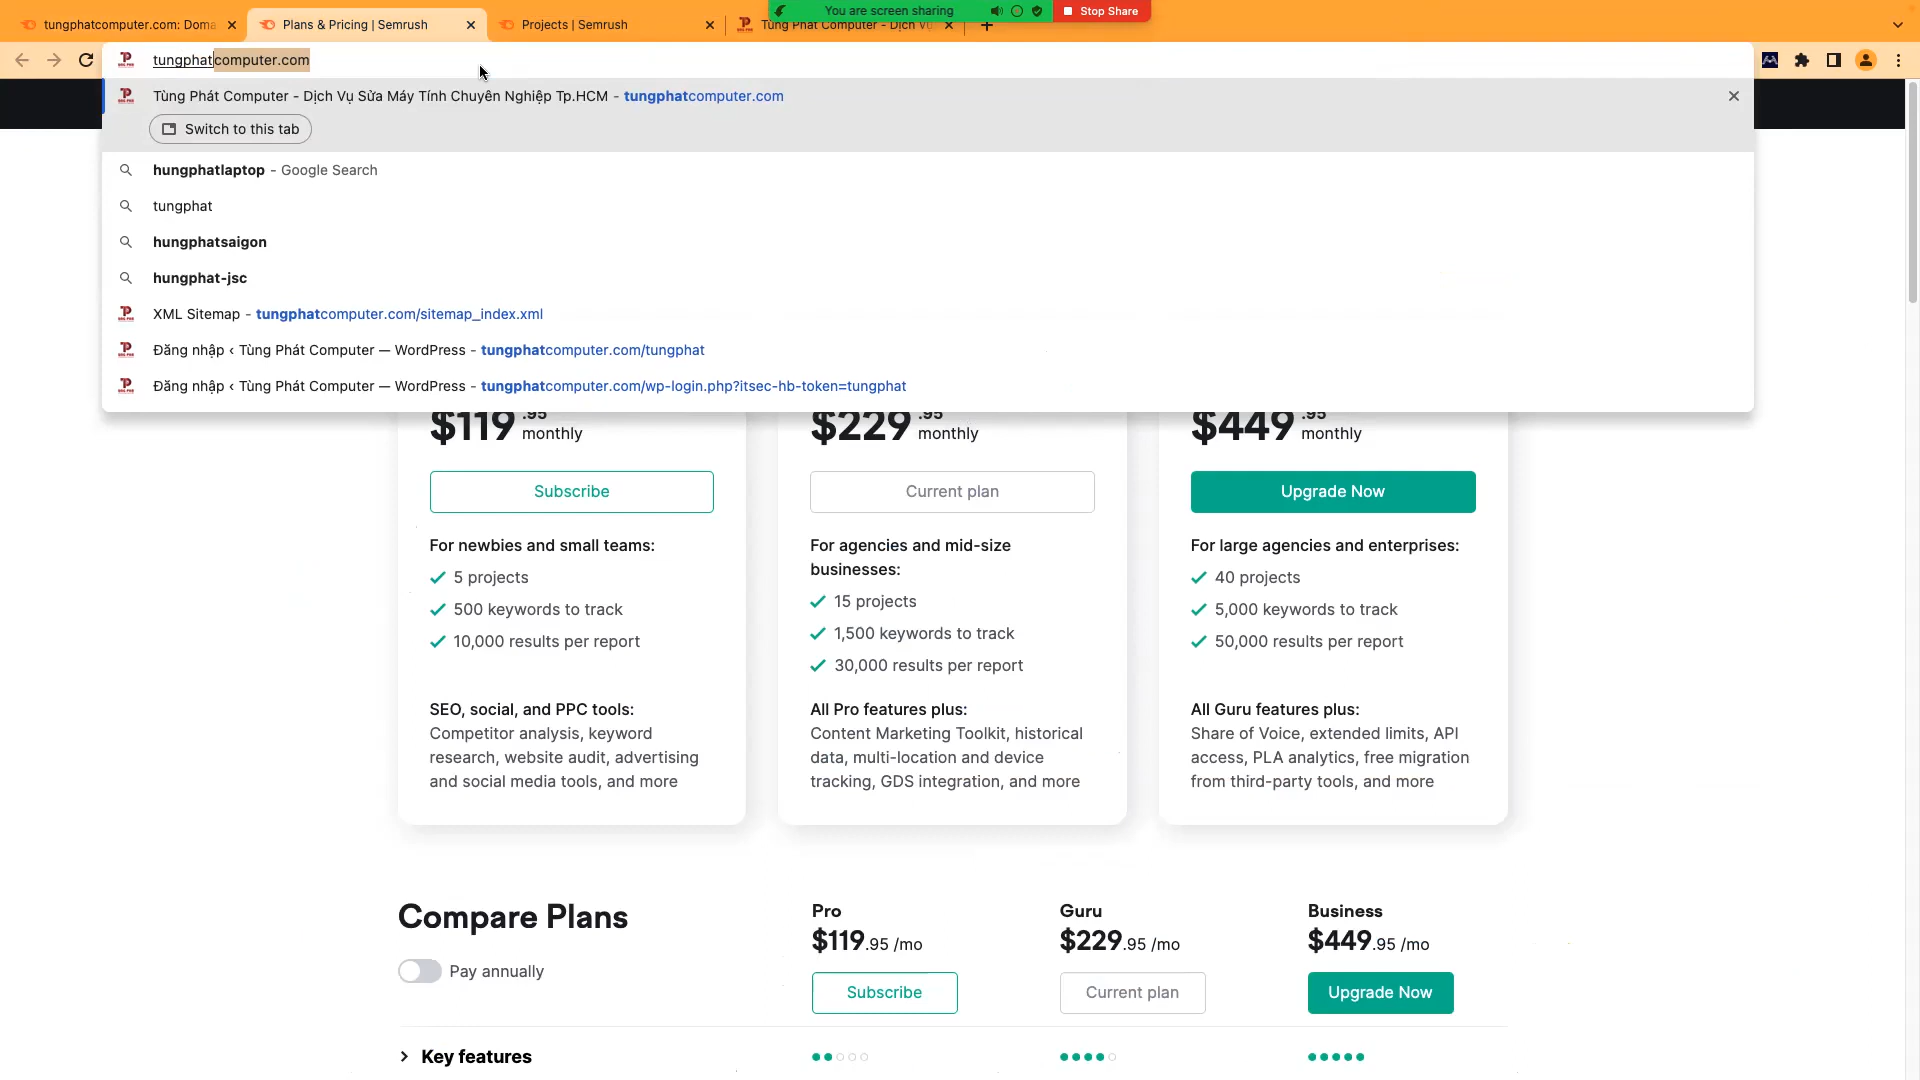 tungphatcomputer.com: Doma
Plans & Pricing | Semrush
Projects | Semrush
Tùng Phát Computer - Dịch Vụ
You are screen sharing
Stop Share
tungphatcomputer.com
Tùng Phát Computer - Dịch Vụ Sửa Máy Tính Chuyên Nghiệp Tp.HCM - tungphatcomputer.com
Switch to this tab
hungphatlaptop - Google Search
tungphat
hungphatsaigon
hungphat-jsc
XML Sitemap - tungphatcomputer.com/sitemap_index.xml
Đăng nhập ‹ Tùng Phát Computer — WordPress - tungphatcomputer.com/tungphat
Đăng nhập ‹ Tùng Phát Computer — WordPress - tungphatcomputer.com/wp-login.php?itsec-hb-token=tungphat
$119.95 monthly
Subscribe
For newbies and small teams:
5 projects
500 keywords to track
10,000 results per report
SEO, social, and PPC tools:
Competitor analysis, keyword
research, website audit, advertising
and social media tools, and more
$229.95 monthly
Current plan
For agencies and mid-size
businesses:
15 projects
1,500 keywords to track
30,000 results per report
All Pro features plus:
Content Marketing Toolkit, historical
data, multi-location and device
tracking, GDS integration, and more
$449.95 monthly
Upgrade Now
For large agencies and enterprises:
40 projects
5,000 keywords to track
50,000 results per report
All Guru features plus:
Share of Voice, extended limits, API
access, PLA analytics, free migration
from third-party tools, and more
Compare Plans
Pay annually
Pro
$119.95 /mo
Subscribe
Guru
$229.95 /mo
Current plan
Business
$449.95 /mo
Upgrade Now
Key features